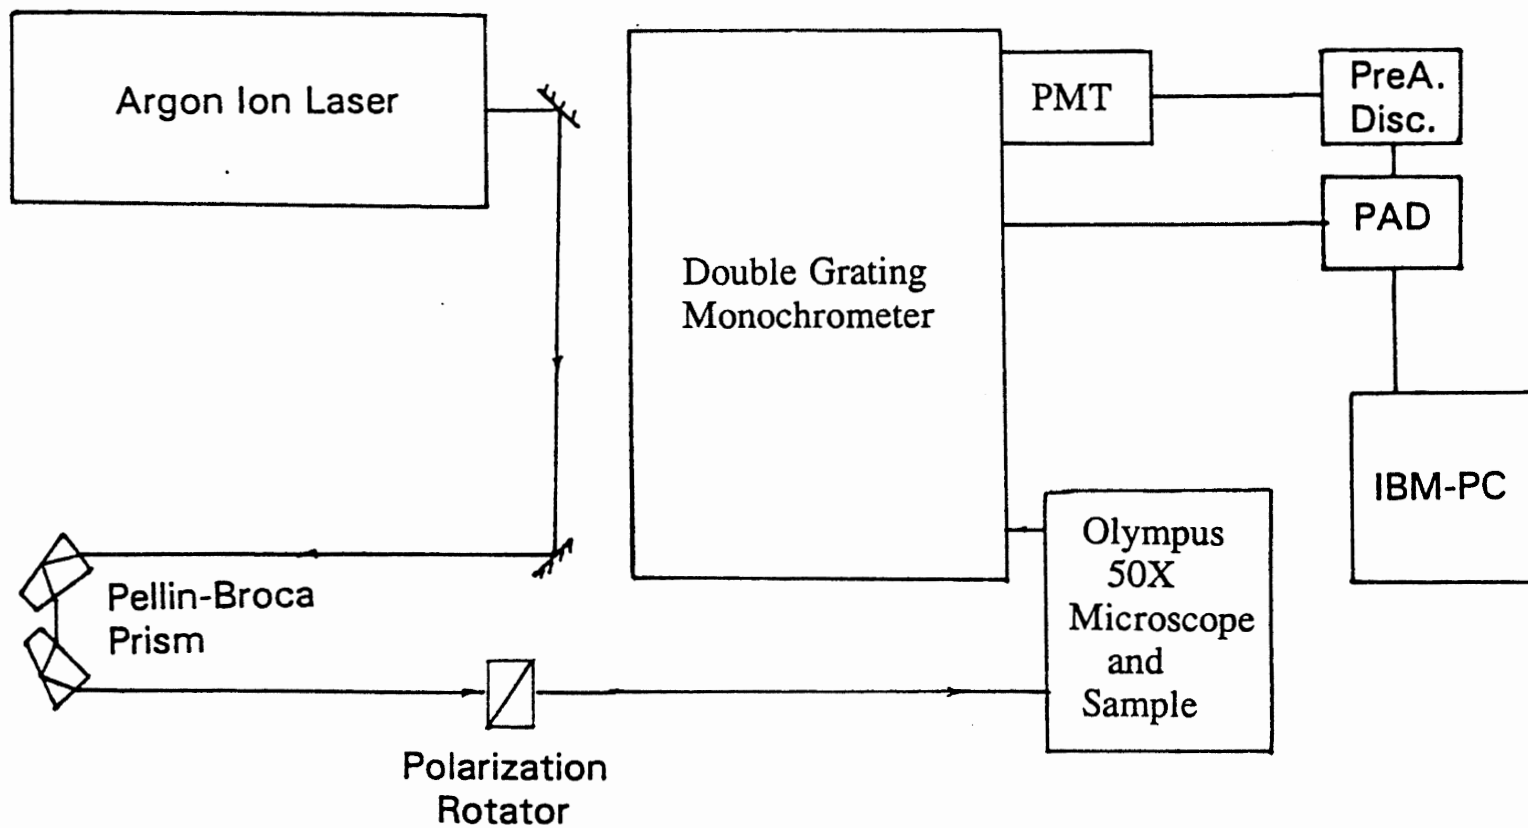 Argon Ion Laser
PMT
PreA.
Disc.
PAD
Double Grating
Monochrometer
IBM-PC
Olympus
50X
Microscope
and
Sample
Pellin-Broca
Prism
Polarization
Rotator